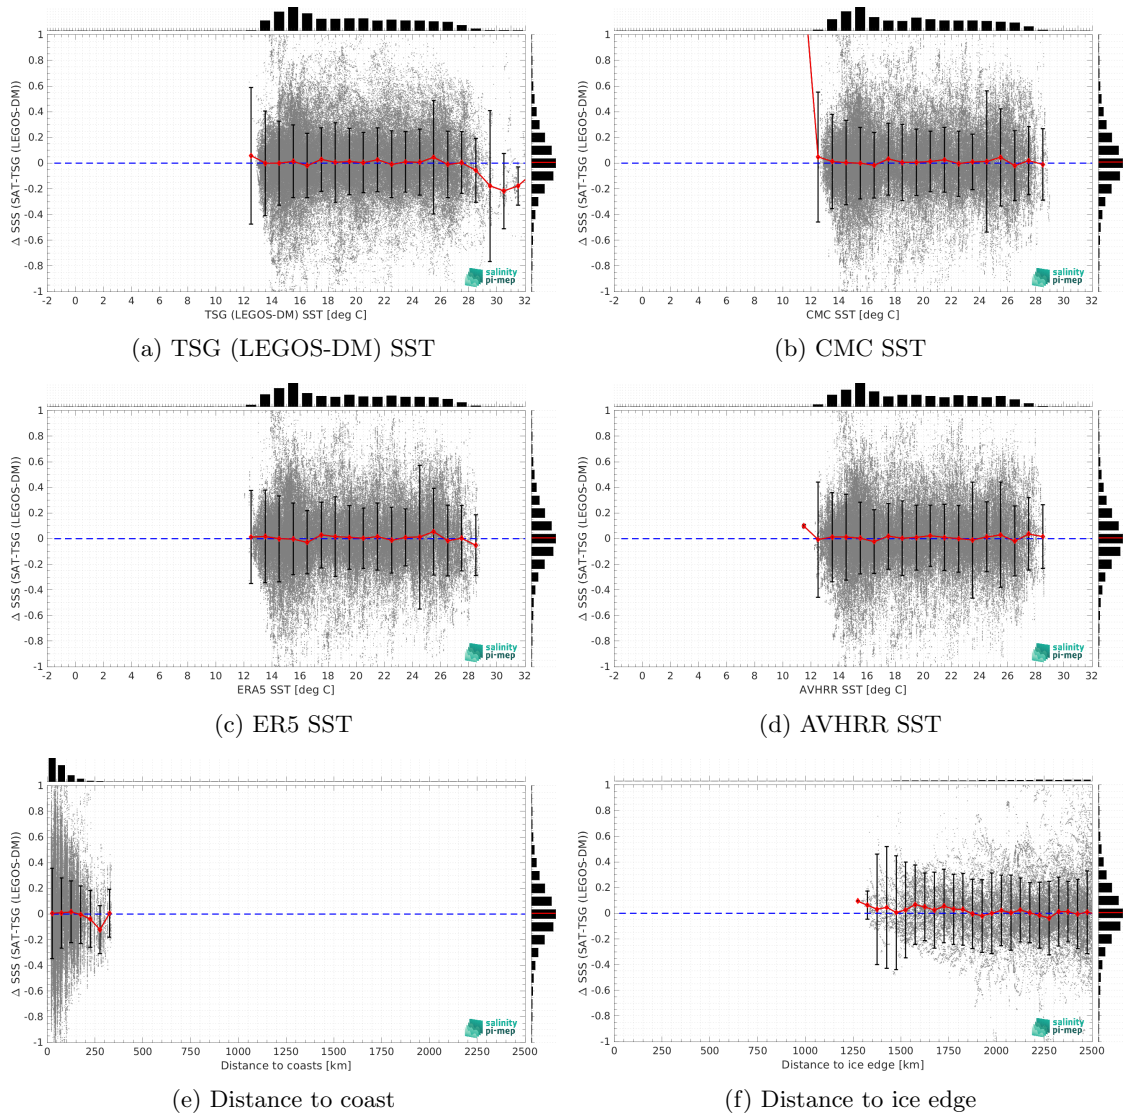 1
0.8
0.6
0.4
0.2
0
-0.2
-0.4
-0.6
-0.8
-1
Δ SSS (SAT-TSG (LEGOS-DM))
salinity
pi-mep
-2 0 2 4 6 8 10 12 14 16 18 20 22 24 26 28 30 32
TSG (LEGOS-DM) SST [deg C]
(a) TSG (LEGOS-DM) SST
1
0.8
0.6
0.4
0.2
0
-0.2
-0.4
-0.6
-0.8
-1
Δ SSS (SAT-TSG (LEGOS-DM))
salinity
pi-mep
-2 0 2 4 6 8 10 12 14 16 18 20 22 24 26 28 30 32
CMC SST [deg C]
(b) CMC SST
1
0.8
0.6
0.4
0.2
0
-0.2
-0.4
-0.6
-0.8
-1
Δ SSS (SAT-TSG (LEGOS-DM))
salinity
pi-mep
-2 0 2 4 6 8 10 12 14 16 18 20 22 24 26 28 30 32
ERA5 SST [deg C]
(c) ER5 SST
1
0.8
0.6
0.4
0.2
0
-0.2
-0.4
-0.6
-0.8
-1
Δ SSS (SAT-TSG (LEGOS-DM))
salinity
pi-mep
-2 0 2 4 6 8 10 12 14 16 18 20 22 24 26 28 30 32
AVHRR SST [deg C]
(d) AVHRR SST
1
0.8
0.6
0.4
0.2
0
-0.2
-0.4
-0.6
-0.8
-1
Δ SSS (SAT-TSG (LEGOS-DM))
salinity
pi-mep
0 250 500 750 1000 1250 1500 1750 2000 2250 2500
Distance to coasts [km]
(e) Distance to coast
1
0.8
0.6
0.4
0.2
0
-0.2
-0.4
-0.6
-0.8
-1
Δ SSS (SAT-TSG (LEGOS-DM))
salinity
pi-mep
0 250 500 750 1000 1250 1500 1750 2000 2250 2500
Distance to ice edge [km]
(f) Distance to ice edge